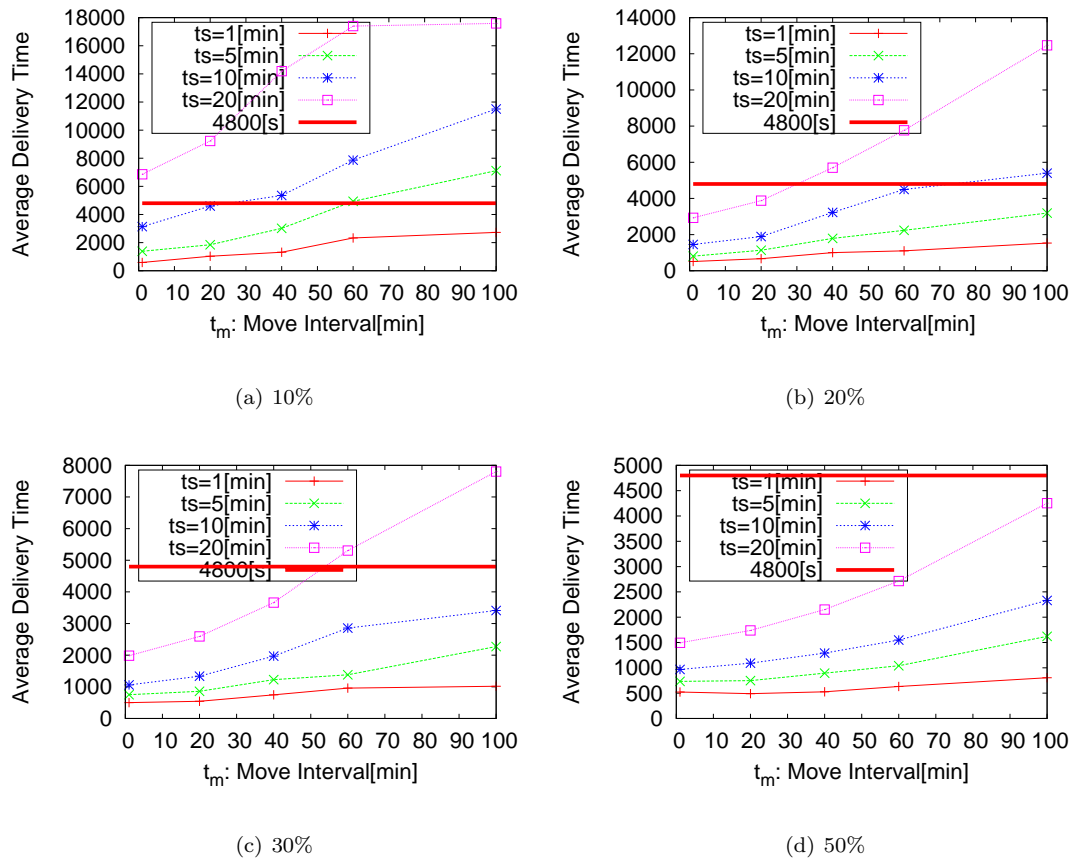 18000
16000
14000
12000
10000
8000
6000
4000
2000
0
Average Delivery Time
ts=1[min]
ts=5[min]
ts=10[min]
ts=20[min]
4800[s]
0 10 20 30 40 50 60 70 80 90 100
t_m: Move Interval[min]
(a) 10%
14000
12000
10000
8000
6000
4000
2000
0
Average Delivery Time
ts=1[min]
ts=5[min]
ts=10[min]
ts=20[min]
4800[s]
0 10 20 30 40 50 60 70 80 90 100
t_m: Move Interval[min]
(b) 20%
8000
7000
6000
5000
4000
3000
2000
1000
0
Average Delivery Time
ts=1[min]
ts=5[min]
ts=10[min]
ts=20[min]
4800[s]
0 10 20 30 40 50 60 70 80 90 100
t_m: Move Interval[min]
(c) 30%
5000
4500
4000
3500
3000
2500
2000
1500
1000
500
0
Average Delivery Time
ts=1[min]
ts=5[min]
ts=10[min]
ts=20[min]
4800[s]
0 10 20 30 40 50 60 70 80 90 100
t_m: Move Interval[min]
(d) 50%